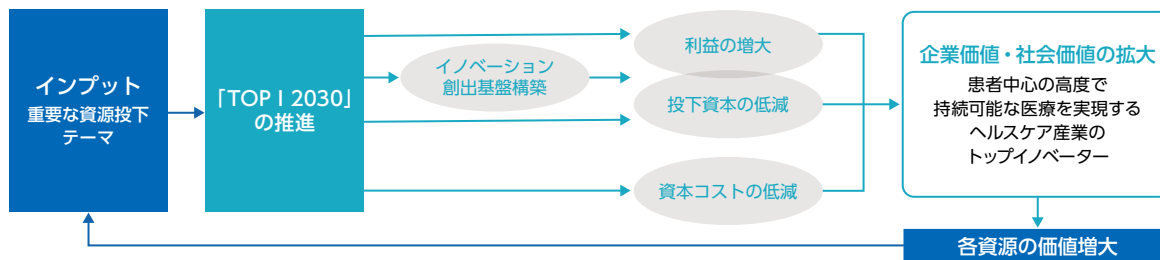 インプット
重要な資源投下
テーマ
「TOP I 2030」
の推進
イノベーション
創出基盤構築
利益の増大
投下資本の低減
資本コストの低減
企業価値・社会価値の拡大
患者中心の高度で
持続可能な医療を実現する
ヘルスケア産業の
トップイノベーター
各資源の価値増大